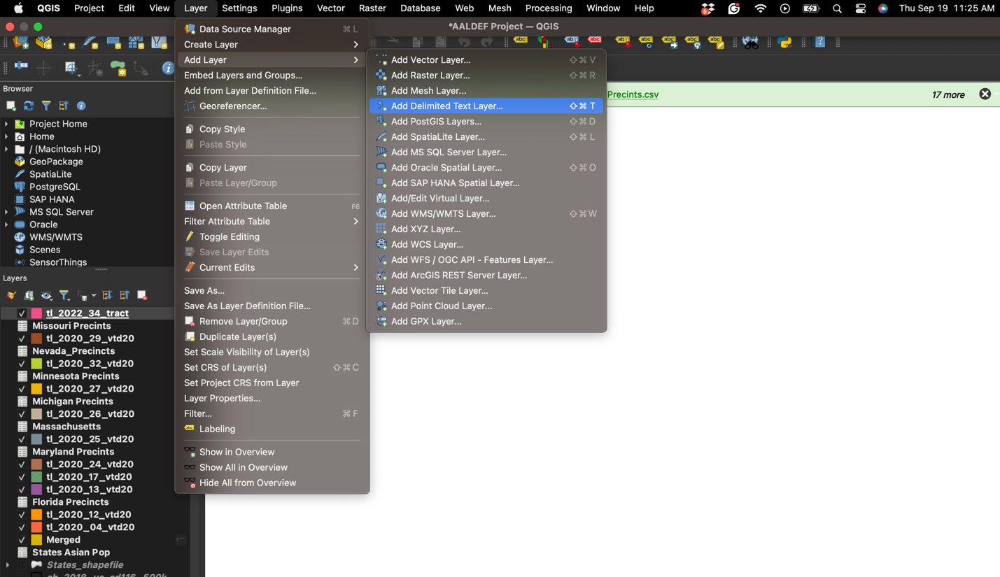 QGIS Project Edit View Layer Settings Plugins Vector Raster Database Web Mesh Processing Window Help 6 Thu Sep 19 11:25 AM
*AALDEF Project — QGIS
Data Source Manager ⌘ L
Create Layer
Add Layer
Embed Layers and Groups...
Add from Layer Definition File...
Georeferencer...
Copy Style
Paste Style
Copy Layer
Paste Layer/Group
Open Attribute Table F6
Filter Attribute Table
Toggle Editing
Save Layer Edits
Current Edits
Save As...
Save As Layer Definition File...
Remove Layer/Group ⌘ D
Duplicate Layer(s)
Set Scale Visibility of Layer(s)
Set CRS of Layer(s) ⇧ ⌘ C
Set Project CRS from Layer
Layer Properties...
Filter... ⌘ F
abc Labeling
Show in Overview
Show All in Overview
Hide All from Overview
Add Vector Layer... ⇧ ⌘ V
Add Raster Layer... ⇧ ⌘ R
Add Mesh Layer...
Add Delimited Text Layer... ⇧ ⌘ T
Add PostGIS Layers... ⇧ ⌘ D
Add SpatiaLite Layer... ⇧ ⌘ L
Add MS SQL Server Layer...
Add Oracle Spatial Layer... ⇧ ⌘ O
Add SAP HANA Spatial Layer...
Add/Edit Virtual Layer...
Add WMS/WMTS Layer... ⇧ ⌘ W
Add XYZ Layer...
Add WCS Layer...
Add WFS / OGC API - Features Layer...
Add ArcGIS REST Server Layer...
Add Vector Tile Layer...
Add Point Cloud Layer...
Add GPX Layer...
abc abc abc abc abc abc abc abc
Precints.csv 17 more
Browser
Project Home
Home
/ (Macintosh HD)
GeoPackage
SpatiaLite
PostgreSQL
SAP HANA
MS SQL Server
Oracle
WMS/WMTS
Scenes
SensorThings
Layers
tl_2022_34_tract
Missouri Precints
tl_2020_29_vtd20
Nevada_Precincts
tl_2020_32_vtd20
Minnesota Precints
tl_2020_27_vtd20
Michigan Precints
tl_2020_26_vtd20
Massachusetts
tl_2020_25_vtd20
Maryland Precints
tl_2020_24_vtd20
tl_2020_17_vtd20
tl_2020_13_vtd20
Florida Precincts
tl_2020_12_vtd20
tl_2020_04_vtd20
Merged
States Asian Pop
States_shapefile